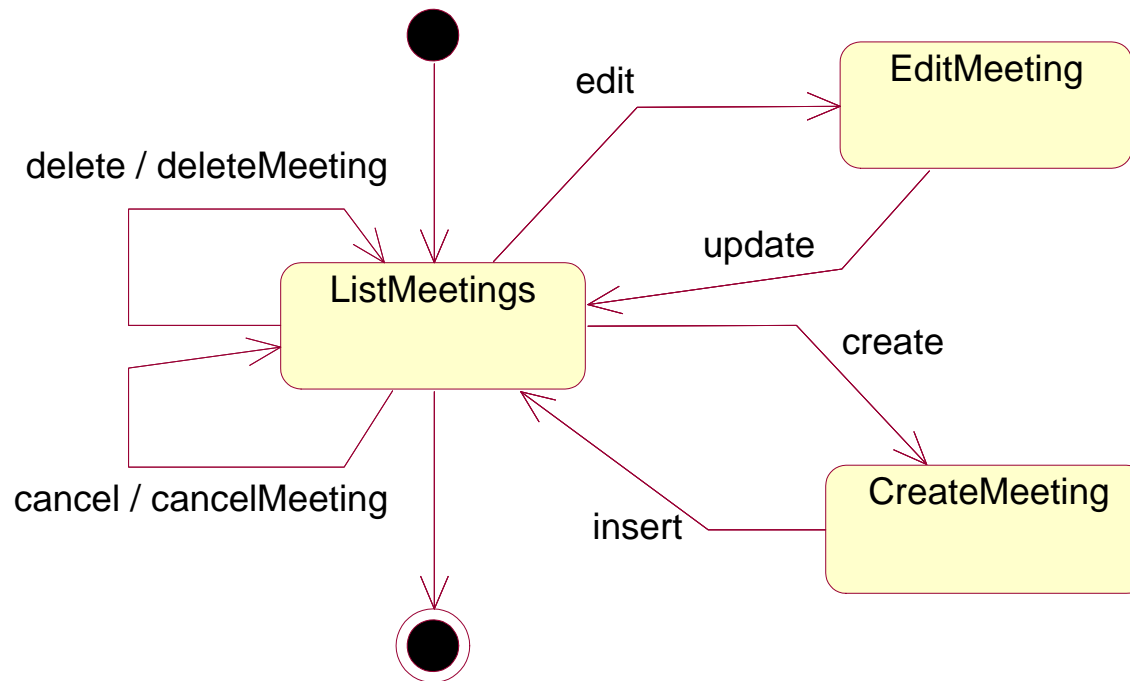 EditMeeting
edit
delete / deleteMeeting
update
ListMeetings
create
CreateMeeting
cancel / cancelMeeting
insert